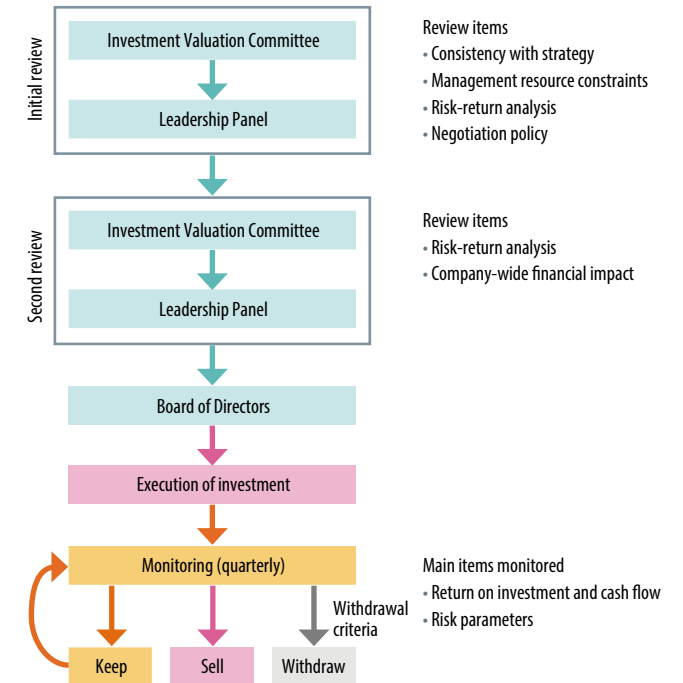 Initial review
Investment Valuation Committee
Leadership Panel
Review items
• Consistency with strategy
• Management resource constraints
• Risk-return analysis
• Negotiation policy
Second review
Investment Valuation Committee
Leadership Panel
Review items
• Risk-return analysis
• Company-wide financial impact
Board of Directors
Execution of investment
Monitoring (quarterly)
Main items monitored
• Return on investment and cash flow
• Risk parameters
Withdrawal
criteria
Keep
Sell
Withdraw